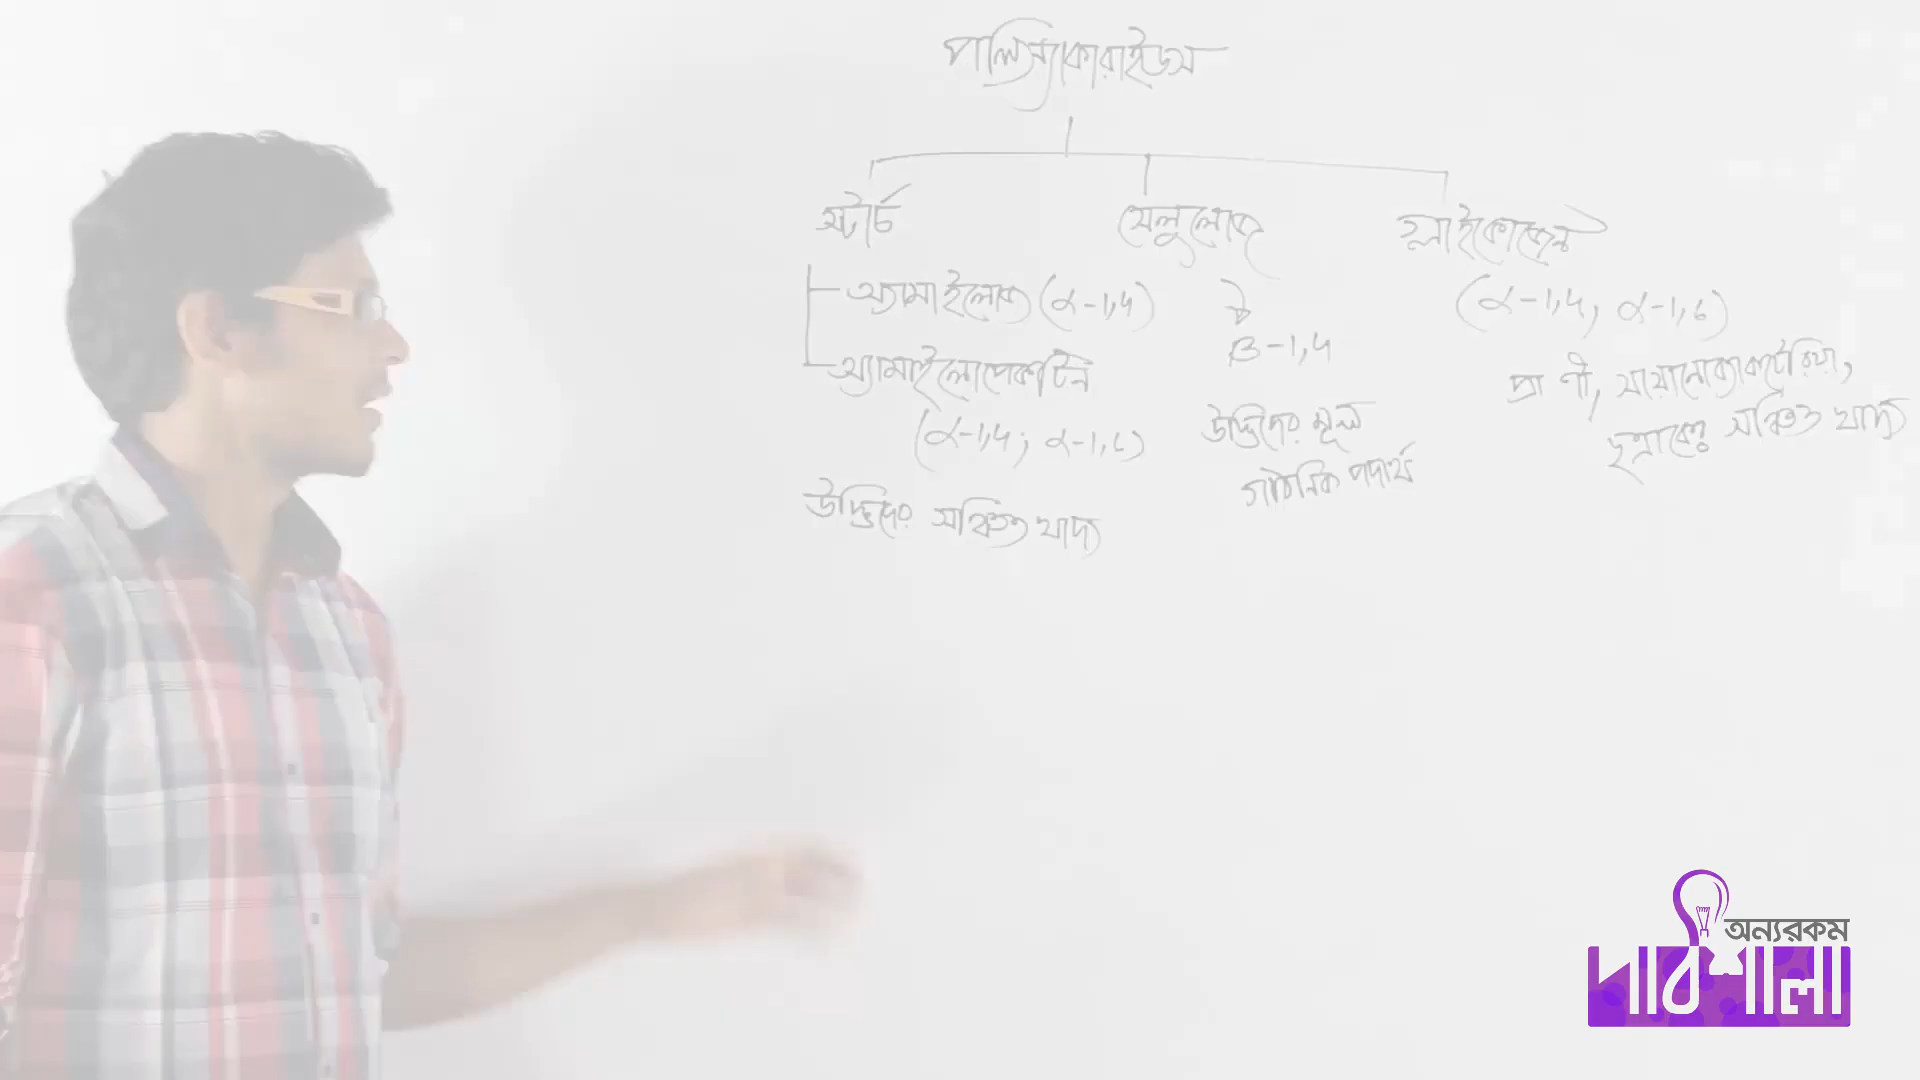 পলিস্যাকারাইডস
স্টার্চ
সেলুলোজ
গ্লাইকোজেন
অ্যামাইলোজ (α-1,4)
অ্যামাইলোপেকটিন
(α-1,4; α-1,6)
উদ্ভিদের সঞ্চিত খাদ্য
β-1,4
উদ্ভিদের মূল
গাঠনিক পদার্থ
(α-1,4, α-1,6)
প্রাণী, সায়ানোব্যাকটেরিয়া,
ছত্রাকের সঞ্চিত খাদ্য
অন্যরকম
পাঠশালা